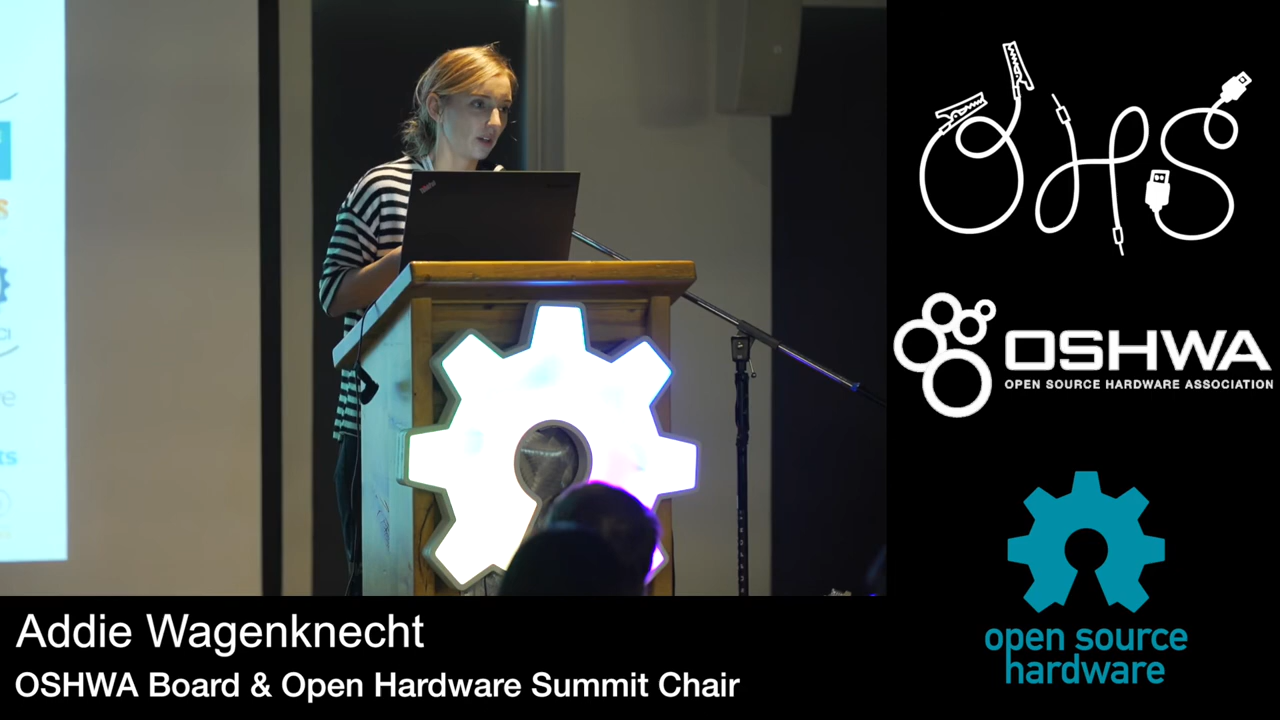 OHS
OSHWA
OPEN SOURCE HARDWARE ASSOCIATION
open source
hardware
Addie Wagenknecht
OSHWA Board & Open Hardware Summit Chair